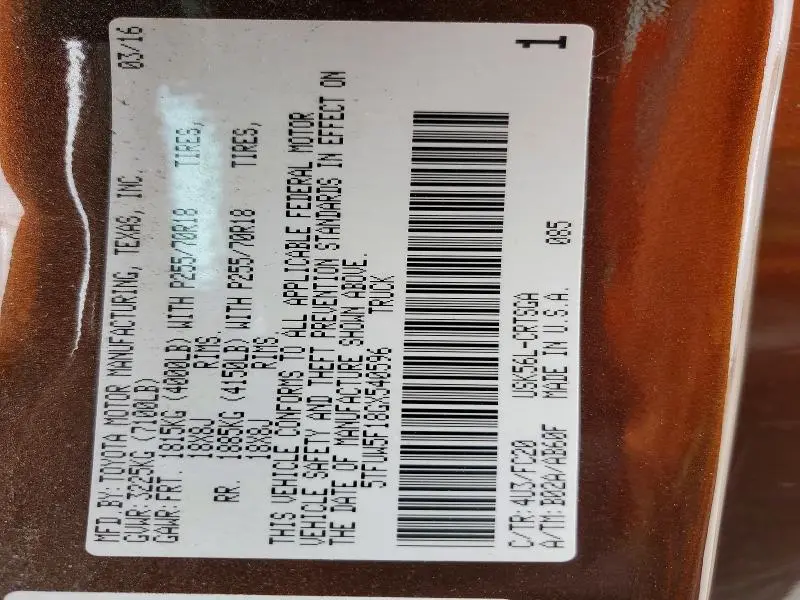 MFD BY:TOYOTA MOTOR MANUFACTURING, TEXAS, INC. 03/16
GVWR: 3225KG (7100LB)
GAWR: FRT. 1815KG (4000LB) WITH P255/70R18 TIRES,
18X8J RIMS,
RR. 1885KG (4150LB) WITH P255/70R18 TIRES,
18X8J RIMS,
THIS VEHICLE CONFORMS TO ALL APPLICABLE FEDERAL MOTOR
VEHICLE SAFETY AND THEFT PREVENTION STANDARDS IN EFFECT ON
THE DATE OF MANUFACTURE SHOWN ABOVE.
5TFUW5F18GX540596 TRUCK
C/TR: 4U3/FC20 USK56L-CRTSGA
A/TM: B02A/AB60F MADE IN U.S.A. 085
1